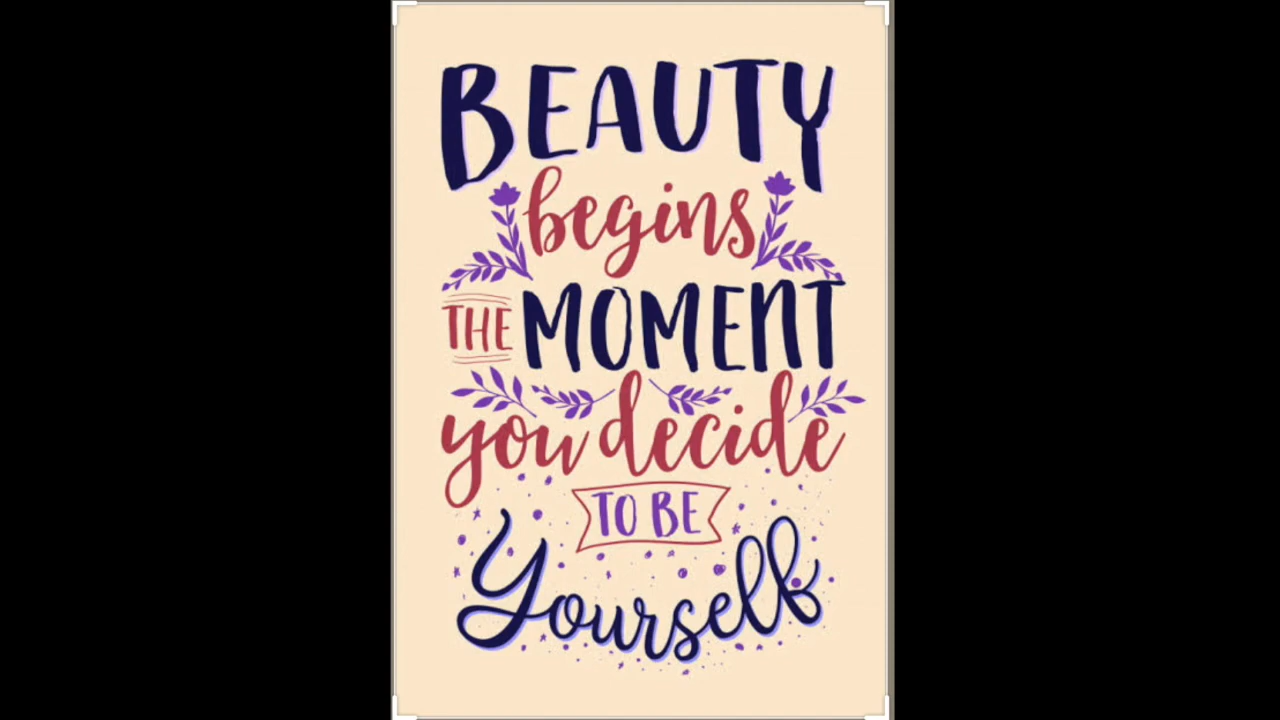 BEAUTY
begins
THE MOMENT
you decide
TO BE
Yourself